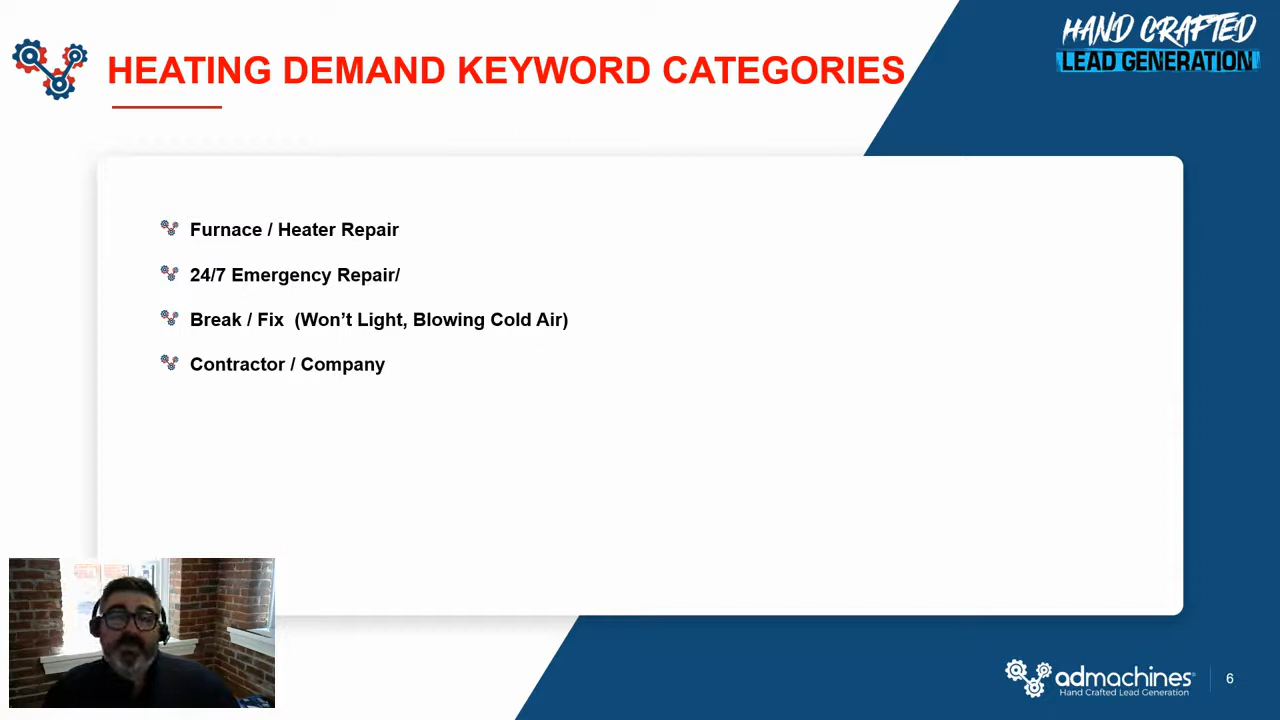 HEATING DEMAND KEYWORD CATEGORIES
HAND CRAFTED
LEAD GENERATION
Furnace / Heater Repair
24/7 Emergency Repair/
Break / Fix  (Won’t Light, Blowing Cold Air)
Contractor / Company
admachines®
Hand Crafted Lead Generation
6